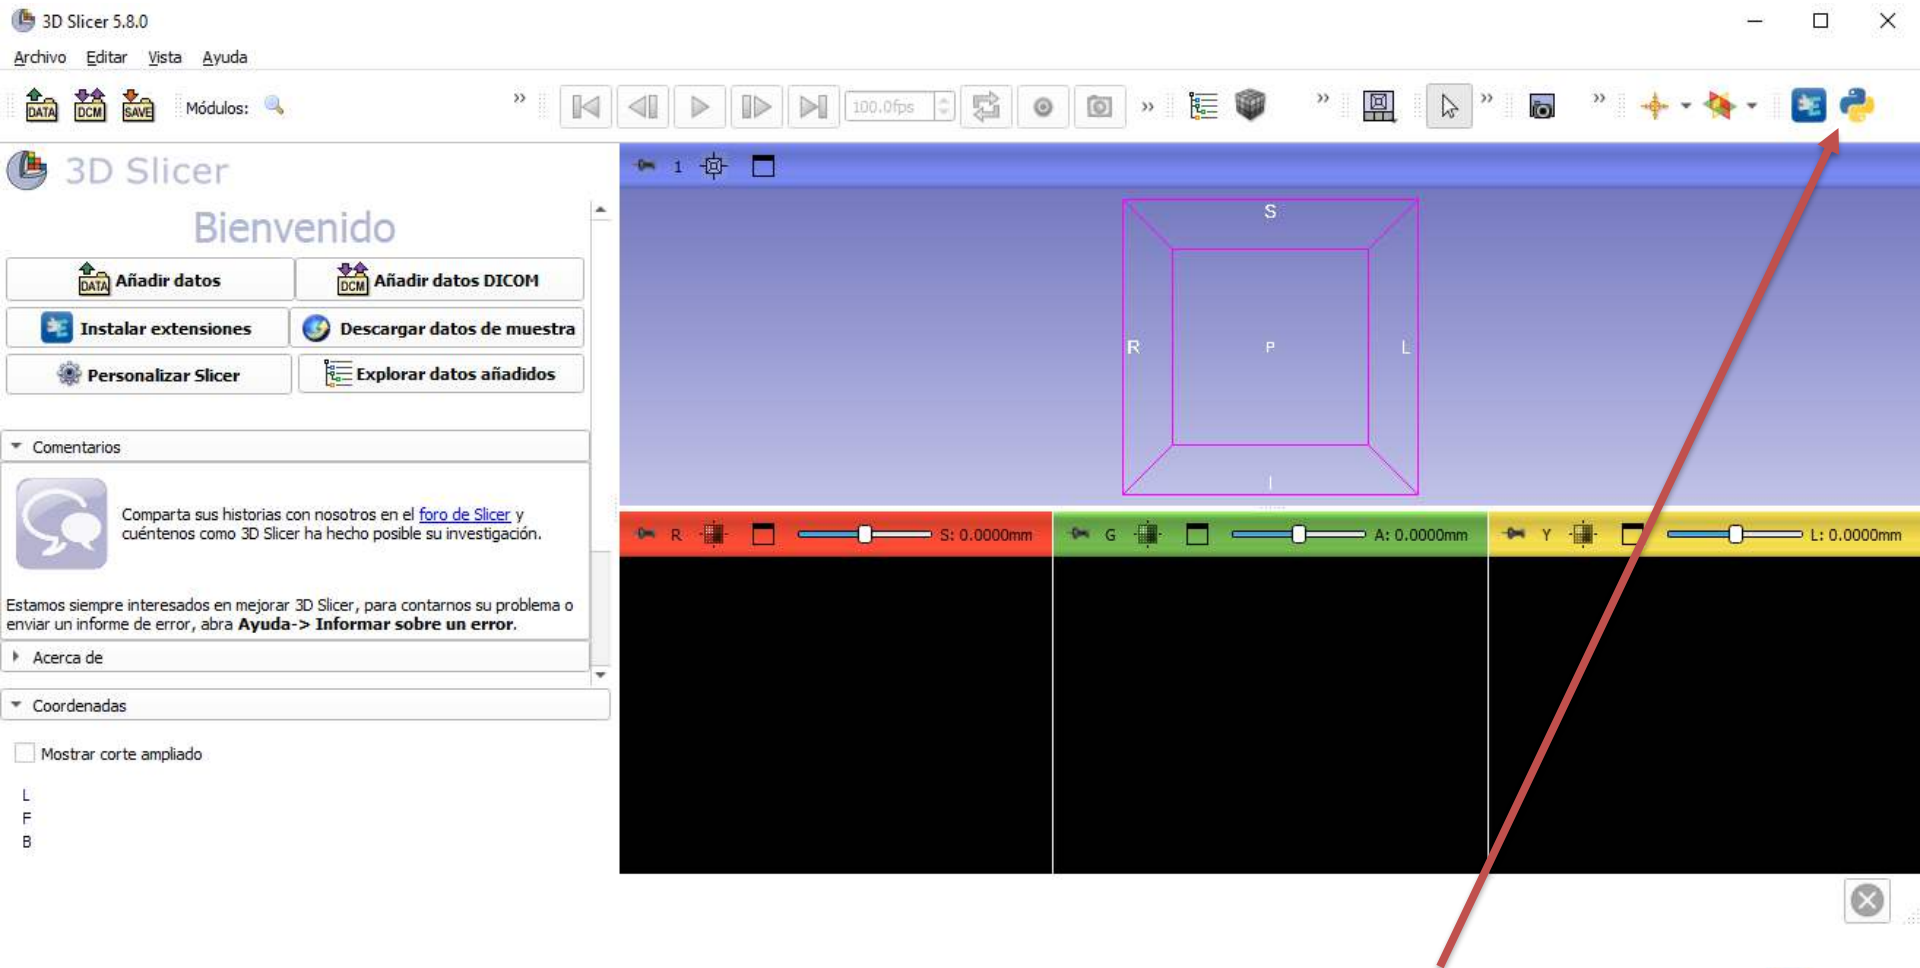 3D Slicer 5.8.0
Archivo Editar Vista Ayuda
DATA DCM SAVE Módulos: » 100.0fps » » » »
3D Slicer
Bienvenido
DATA Añadir datos
DCM Añadir datos DICOM
Instalar extensiones
Descargar datos de muestra
Personalizar Slicer
Explorar datos añadidos
Comentarios
Comparta sus historias con nosotros en el foro de Slicer y
cuéntenos como 3D Slicer ha hecho posible su investigación.
Estamos siempre interesados en mejorar 3D Slicer, para contarnos su problema o
enviar un informe de error, abra Ayuda-> Informar sobre un error.
Acerca de
Coordenadas
Mostrar corte ampliado
L
F
B
1
S
R P L
I
R S: 0.0000mm
G A: 0.0000mm
Y L: 0.0000mm